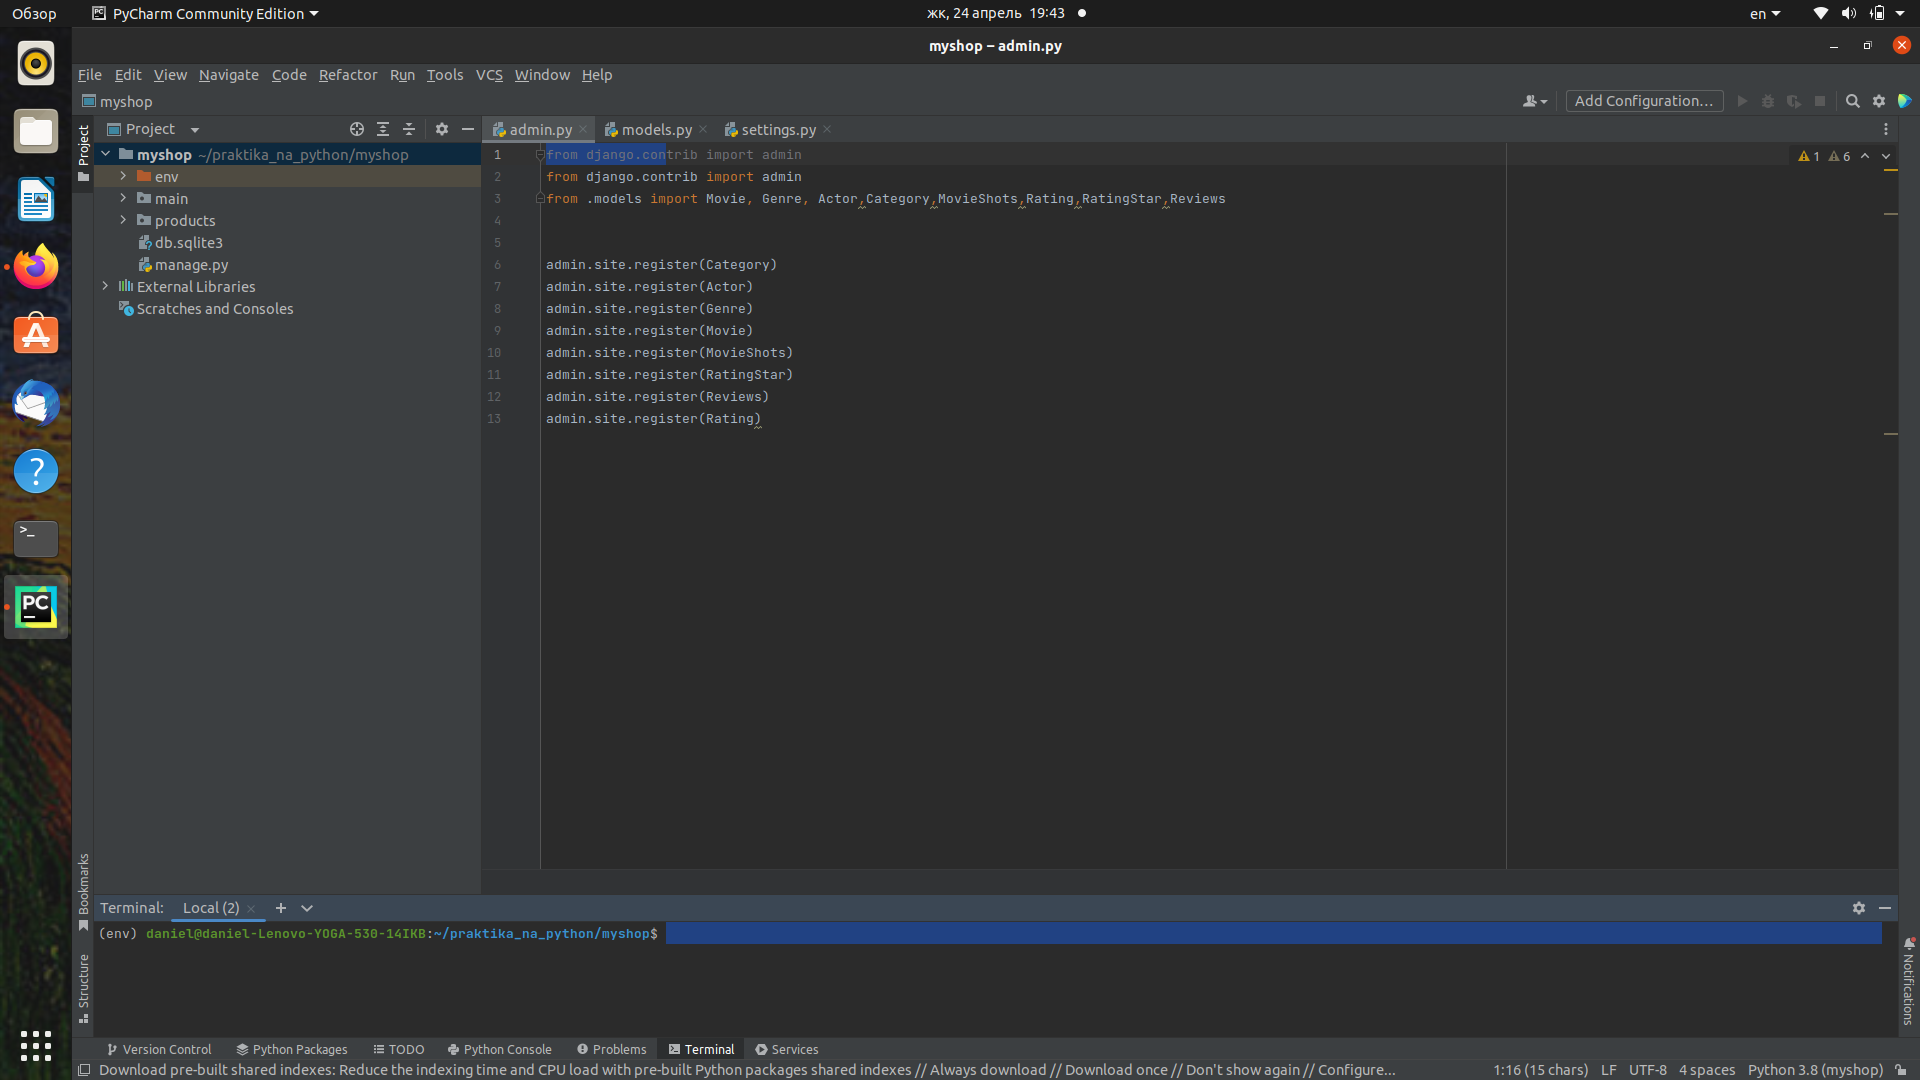 Обзор
PyCharm Community Edition
жк, 24 апрель 19:43
en
myshop – admin.py
File Edit View Navigate Code Refactor Run Tools VCS Window Help
myshop
Add Configuration...
Project
admin.py
models.py
settings.py
Project
myshop ~/praktika_na_python/myshop
env
main
products
db.sqlite3
manage.py
External Libraries
Scratches and Consoles
1 from django.contrib import admin
2 from django.contrib import admin
3 from .models import Movie, Genre, Actor,Category,MovieShots,Rating,RatingStar,Reviews
4
5
6 admin.site.register(Category)
7 admin.site.register(Actor)
8 admin.site.register(Genre)
9 admin.site.register(Movie)
10 admin.site.register(MovieShots)
11 admin.site.register(RatingStar)
12 admin.site.register(Reviews)
13 admin.site.register(Rating)
1 6
PC
>_
?
Bookmarks
Structure
Notifications
Terminal: Local (2)
(env) daniel@daniel-Lenovo-YOGA-530-14IKB:~/praktika_na_python/myshop$
Version Control Python Packages TODO Python Console Problems Terminal Services
Download pre-built shared indexes: Reduce the indexing time and CPU load with pre-built Python packages shared indexes // Always download // Download once // Don't show again // Configure...
1:16 (15 chars) LF UTF-8 4 spaces Python 3.8 (myshop)